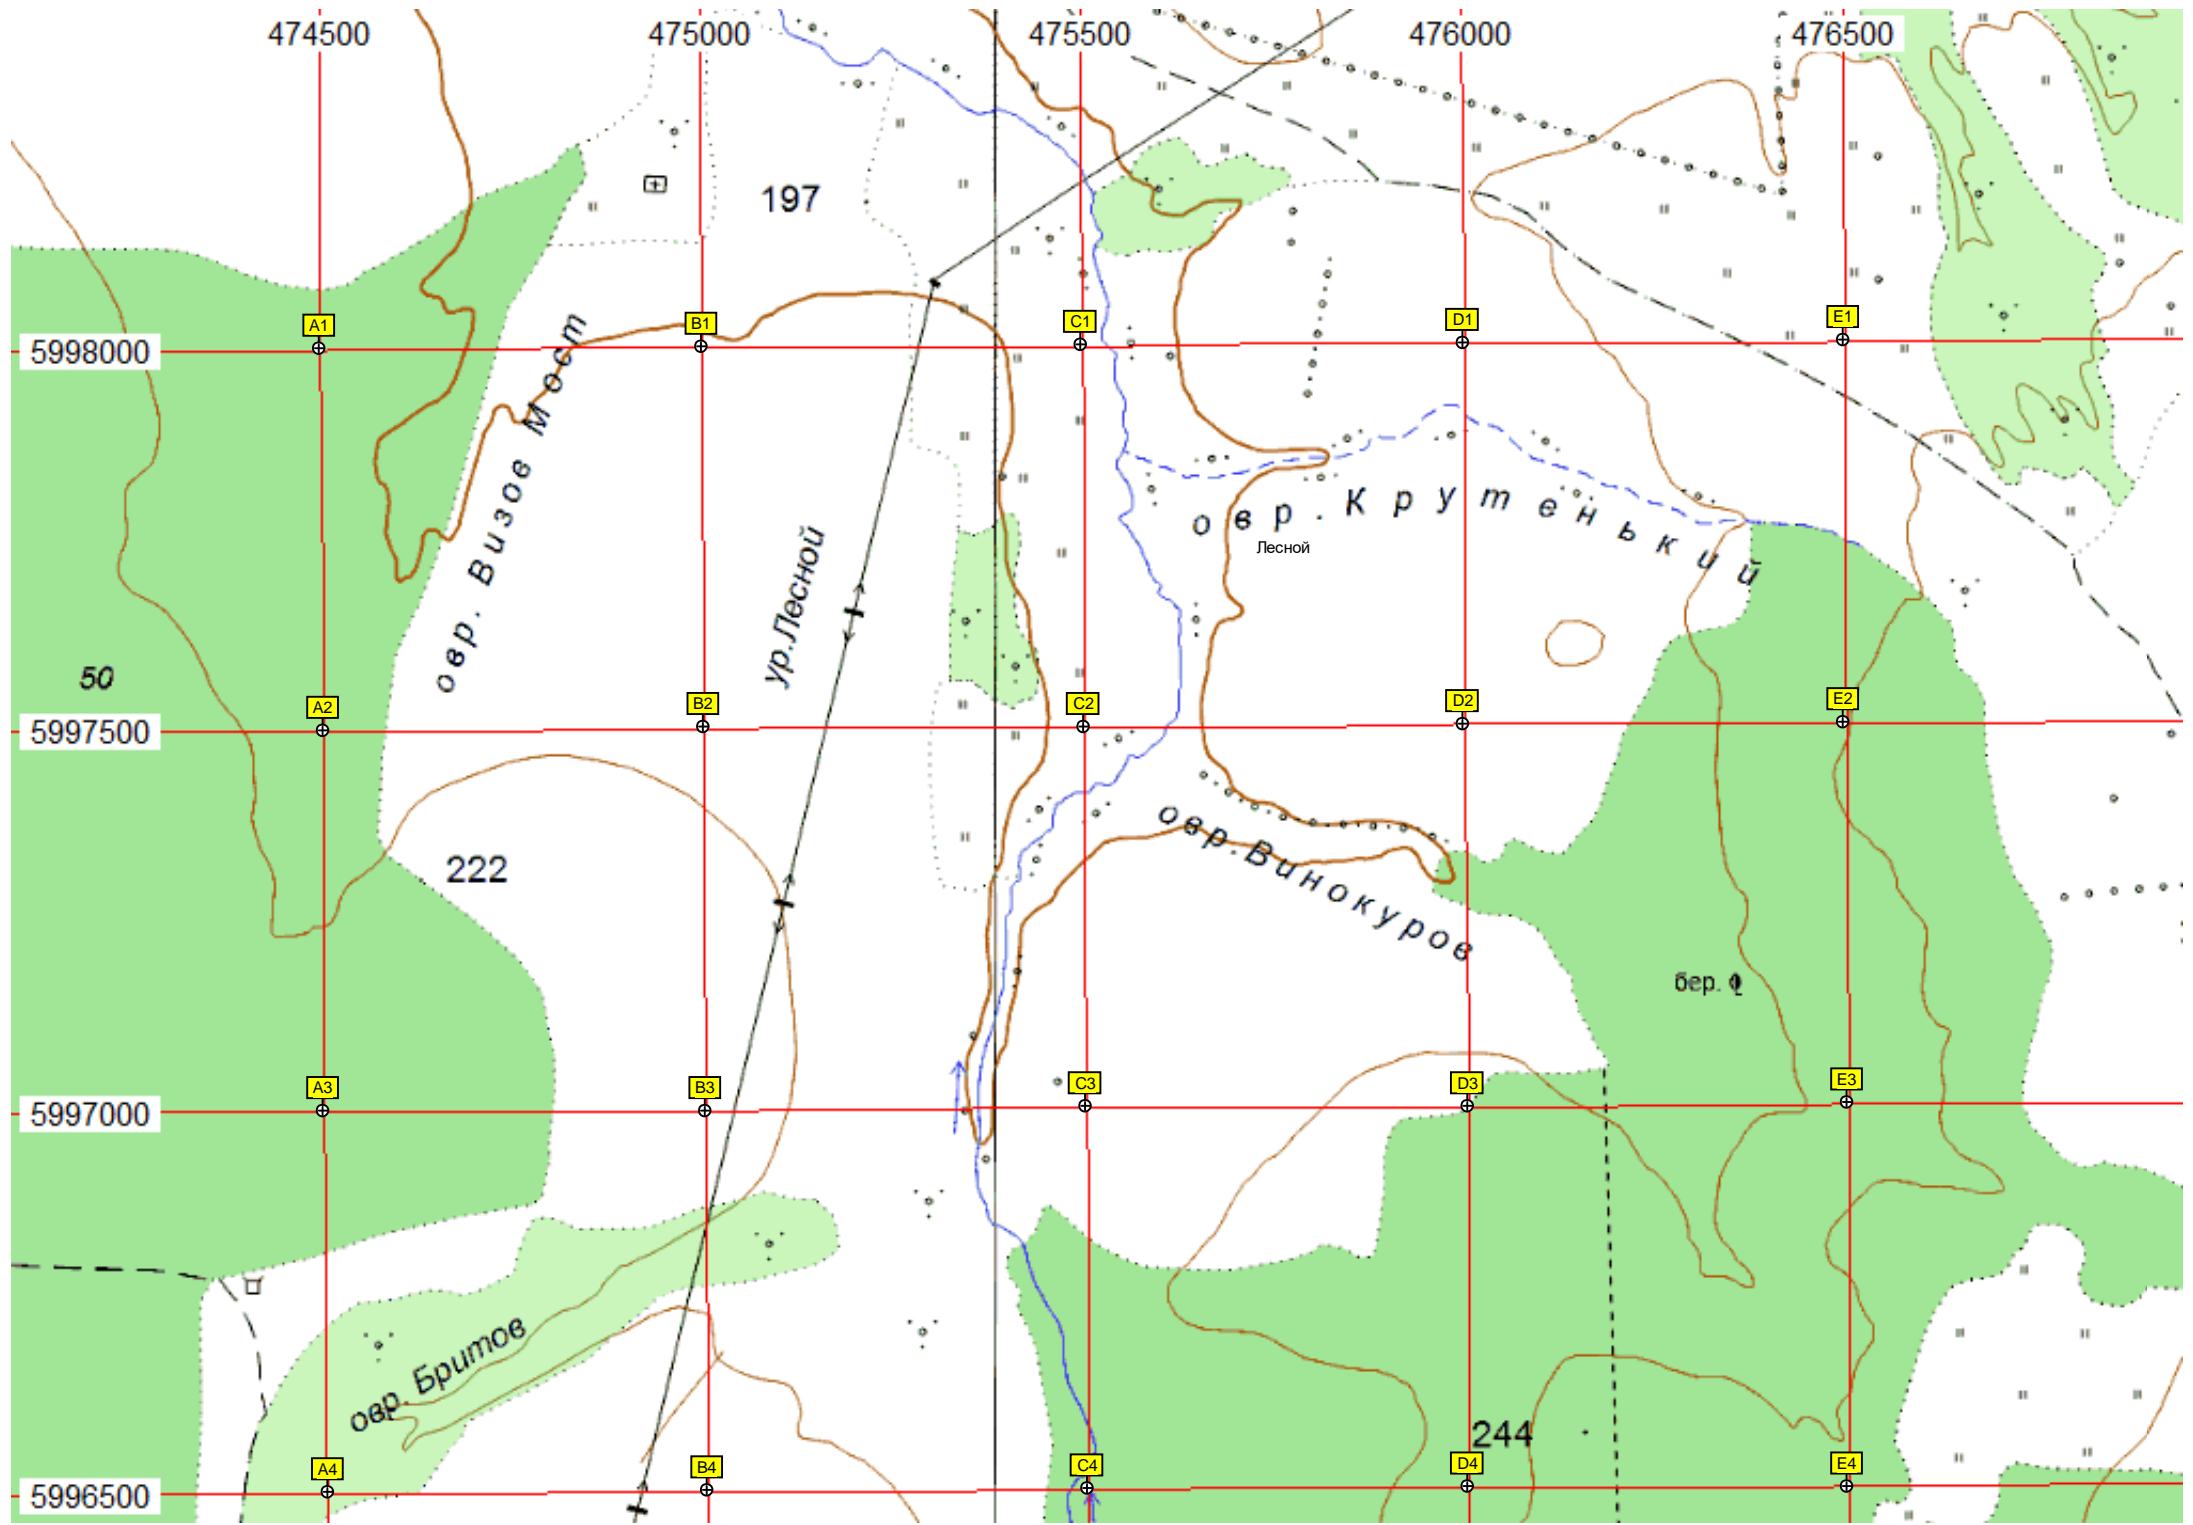 474500 475000 475500 476000 476500
197
A1 B1 C1 D1 E1
5998000
овр. Визов Мост
ур.Лесной
овр. Крутенький
Лесной
50
A2 B2 C2 D2 E2
5997500
222
овр.Винокуров
бер.
A3 B3 C3 D3 E3
5997000
овр. Бритов
244
A4 B4 C4 D4 E4
5996500